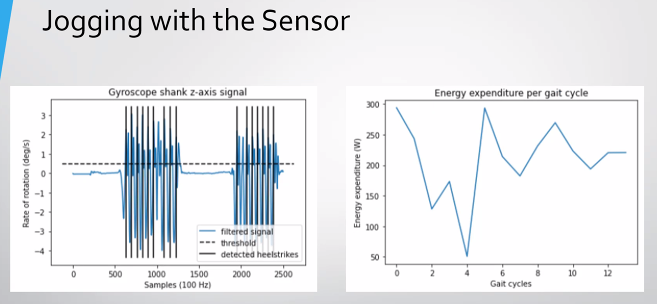 Jogging with the Sensor
Gyroscope shank z-axis signal
Rate of rotation (deg/s)
3
2
1
0
−1
−2
−3
−4
filtered signal
threshold
detected heelstrikes
0 500 1000 1500 2000 2500
Samples (100 Hz)
Energy expenditure per gait cycle
Energy expenditure (W)
300
250
200
150
100
50
0 2 4 6 8 10 12
Gait cycles